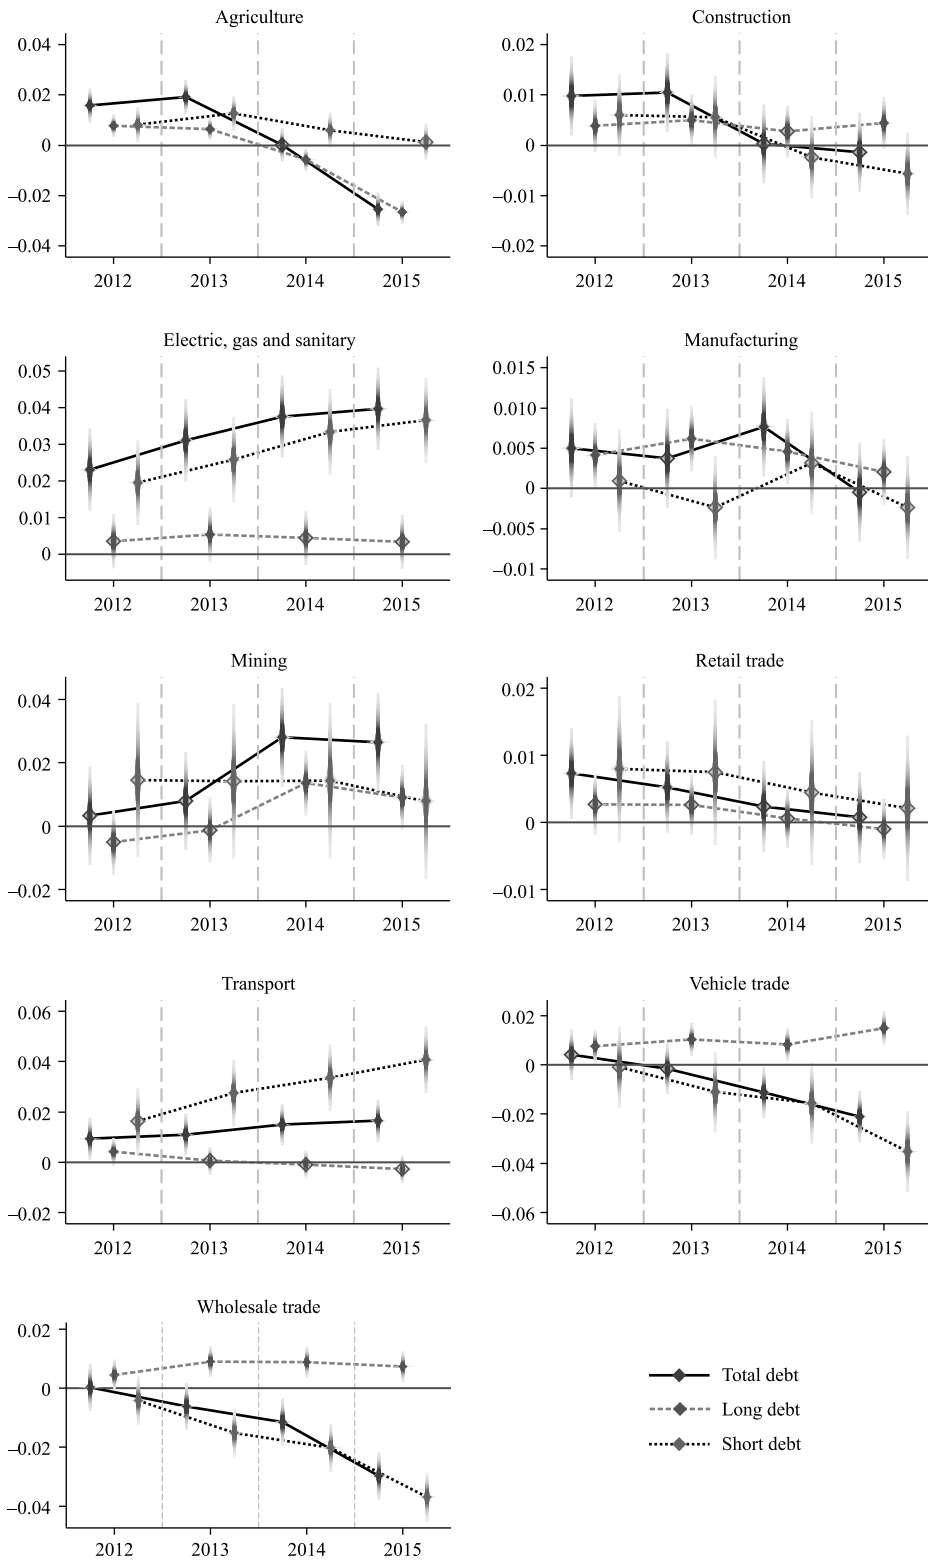 Agriculture
0.04
0.02
0
–0.02
–0.04
2012 2013 2014 2015
Construction
0.02
0.01
0
–0.01
–0.02
2012 2013 2014 2015
Electric, gas and sanitary
0.05
0.04
0.03
0.02
0.01
0
2012 2013 2014 2015
Manufacturing
0.015
0.010
0.005
0
–0.005
–0.01
2012 2013 2014 2015
Mining
0.04
0.02
0
–0.02
2012 2013 2014 2015
Retail trade
0.02
0.01
0
–0.01
2012 2013 2014 2015
Transport
0.06
0.04
0.02
0
–0.02
2012 2013 2014 2015
Vehicle trade
0.02
0
–0.02
–0.04
–0.06
2012 2013 2014 2015
Wholesale trade
0.02
0
–0.02
–0.04
2012 2013 2014 2015
Total debt
Long debt
Short debt